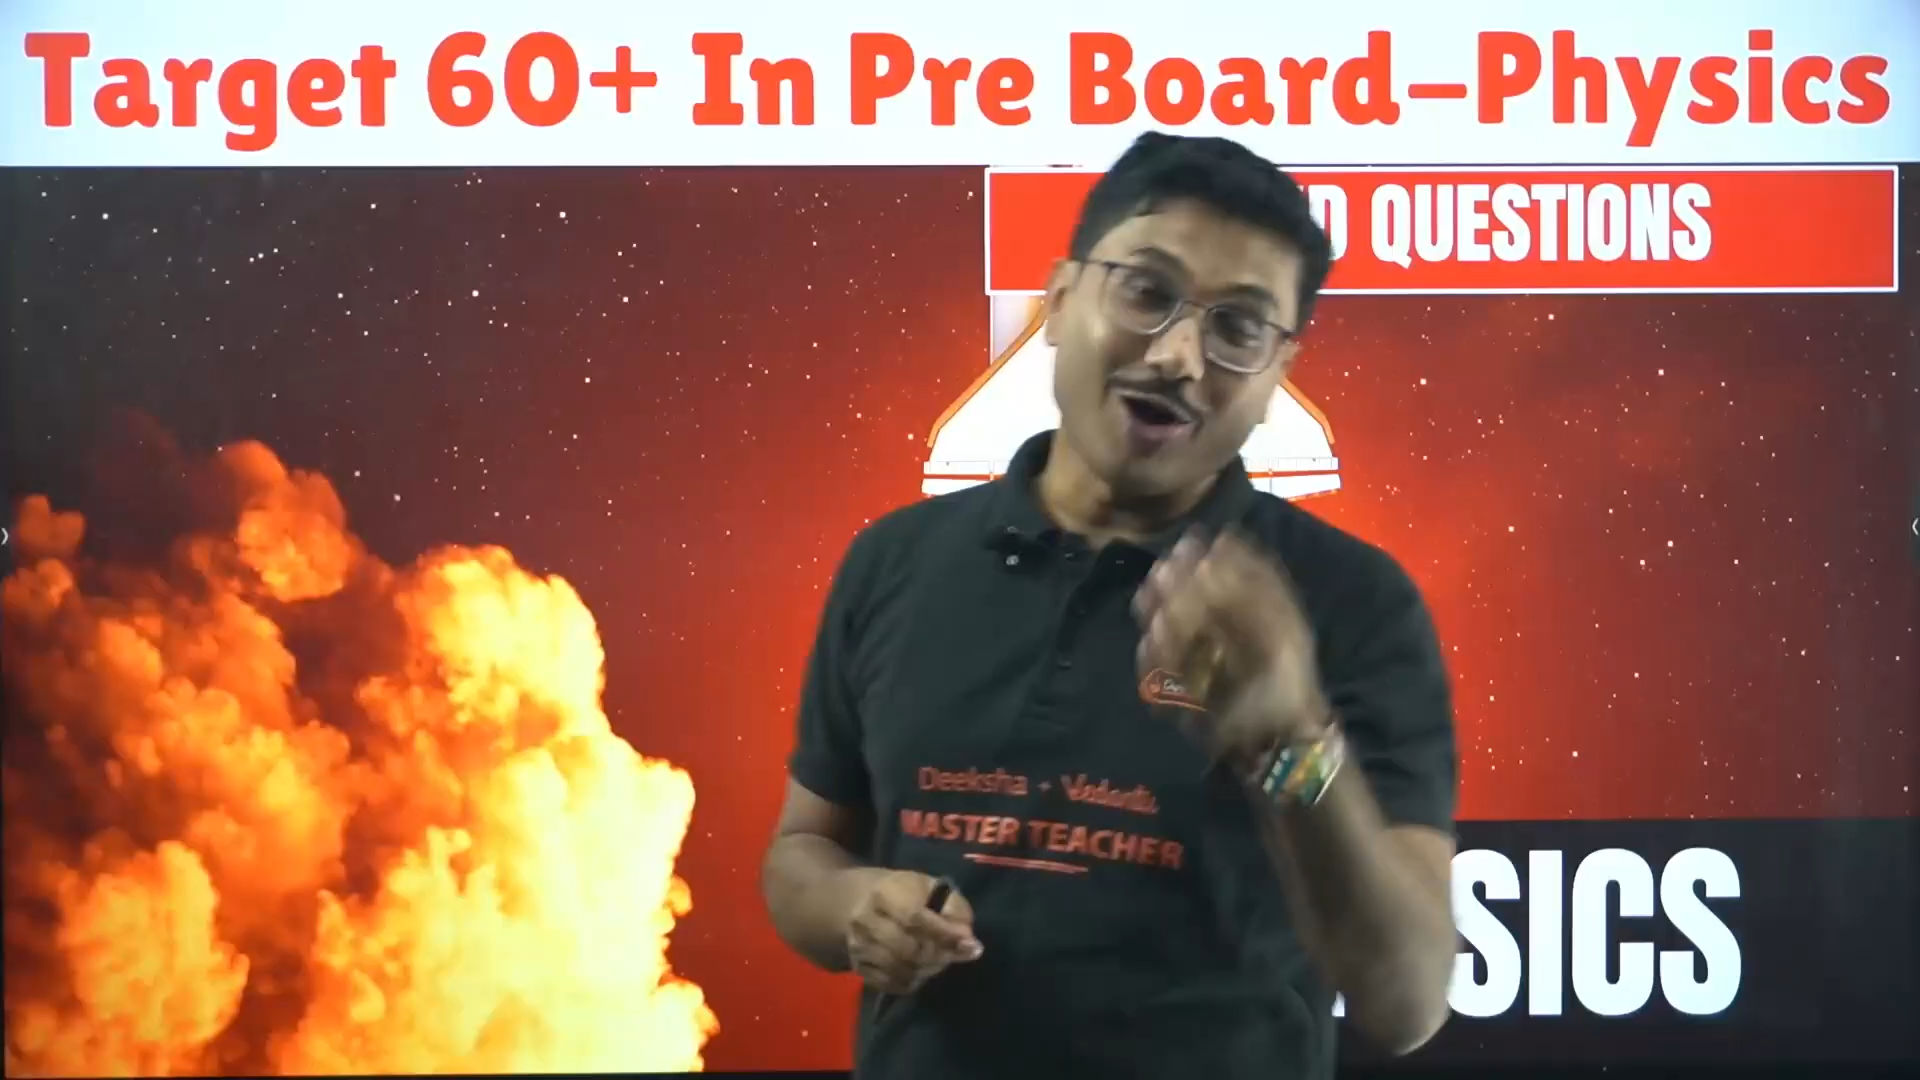 Target 60+ In Pre Board-Physics
QUESTIONS
Deeksha - Vedantu
MASTER TEACHER
SICS